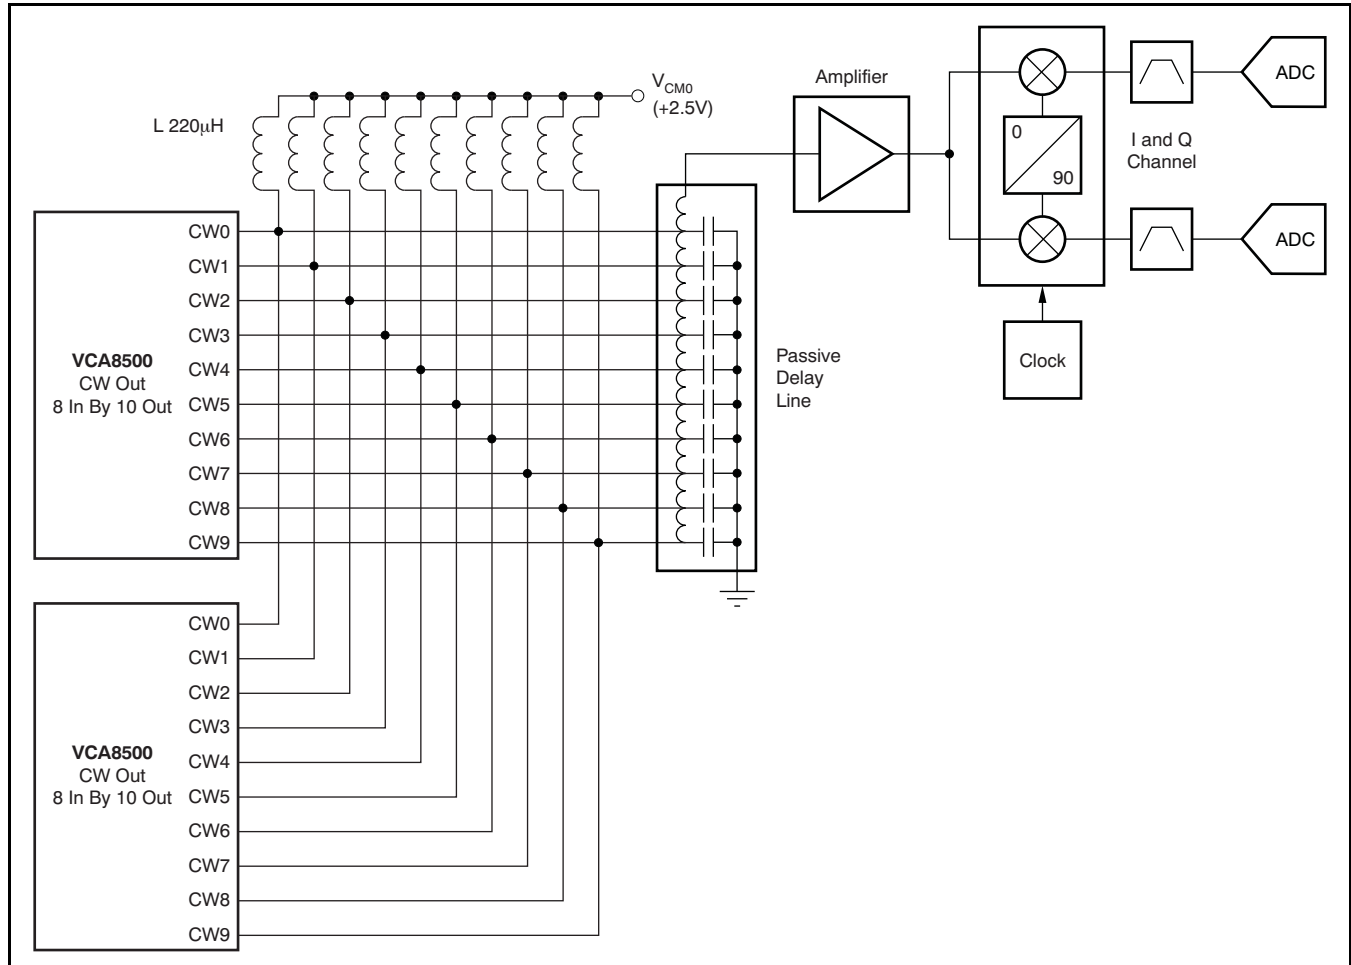 V_CM0
(+2.5V)
L 220μH
Amplifier
ADC
0
90
I and Q
Channel
ADC
Clock
VCA8500
CW Out
8 In By 10 Out
CW0
CW1
CW2
CW3
CW4
CW5
CW6
CW7
CW8
CW9
Passive
Delay
Line
VCA8500
CW Out
8 In By 10 Out
CW0
CW1
CW2
CW3
CW4
CW5
CW6
CW7
CW8
CW9